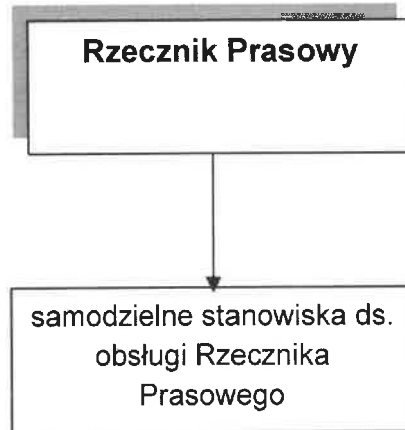 Rzecznik Prasowy
samodzielne stanowiska ds.
obsługi Rzecznika
Prasowego